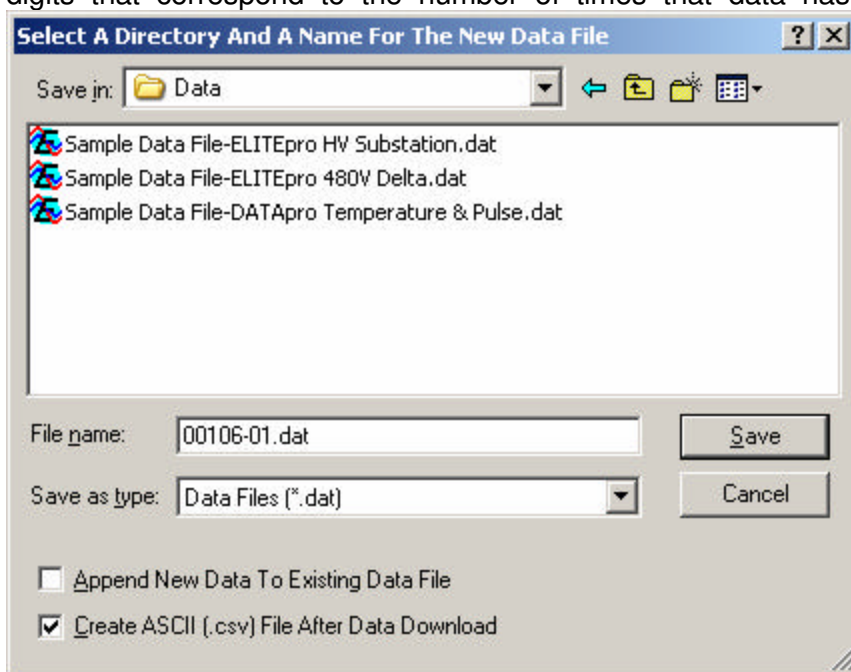 digits that correspond to the number of times that data has
Select A Directory And A Name For The New Data File
Save in: Data
Sample Data File-ELITEpro HV Substation.dat
Sample Data File-ELITEpro 480V Delta.dat
Sample Data File-DATApro Temperature & Pulse.dat
File name: 00106-01.dat Save
Save as type: Data Files (*.dat) Cancel
Append New Data To Existing Data File
Create ASCII (.csv) File After Data Download